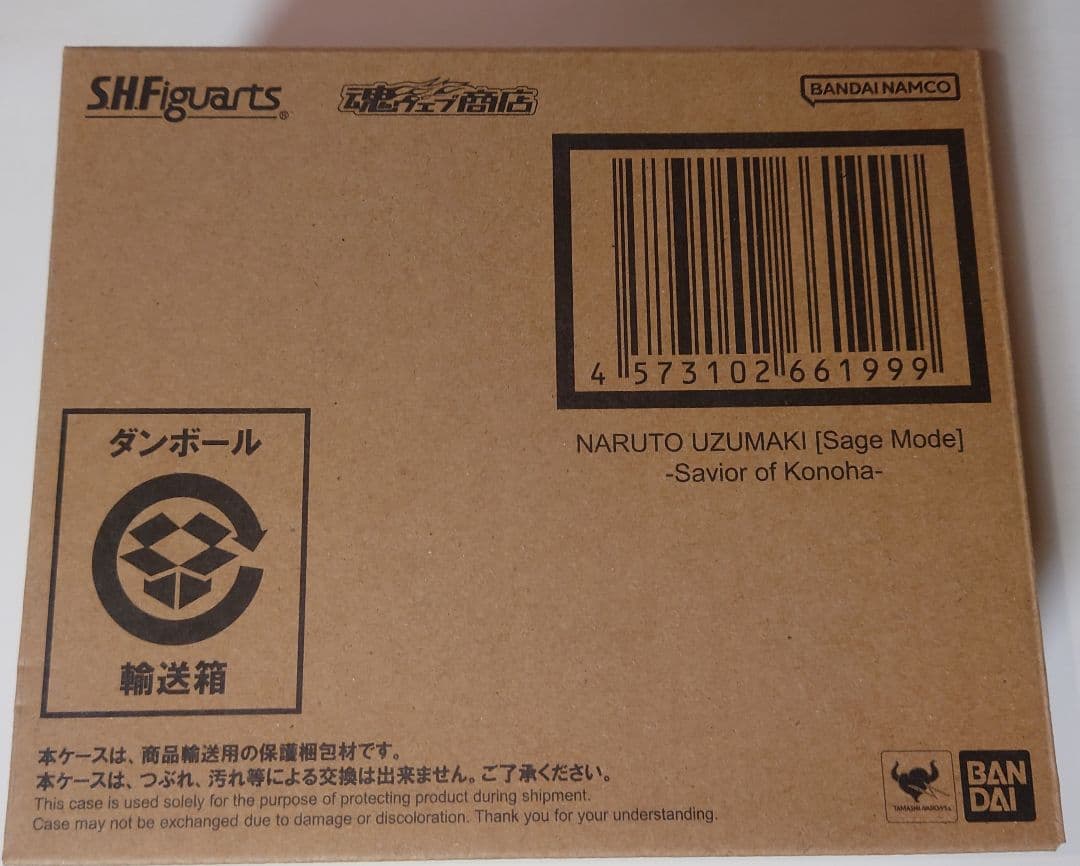 S.H.Figuarts®
魂ウェブ商店
BANDAI NAMCO
4 573102 661999
NARUTO UZUMAKI [Sage Mode]
-Savior of Konoha-
ダンボール
輸送箱
本ケースは、商品輸送用の保護梱包材です。
本ケースは、つぶれ、汚れ等による交換は出来ません。ご了承ください。
This case is used solely for the purpose of protecting product during shipment.
Case may not be exchanged due to damage or discoloration. Thank you for your understanding.
TAMASHII NATIONS
BAN
DAI